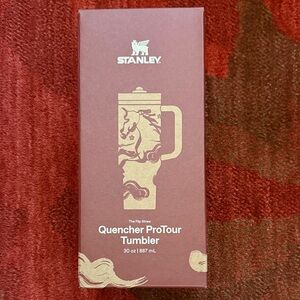 STANLEY
The Flip Straw
Quencher ProTour
Tumbler
30 oz | 887 mL